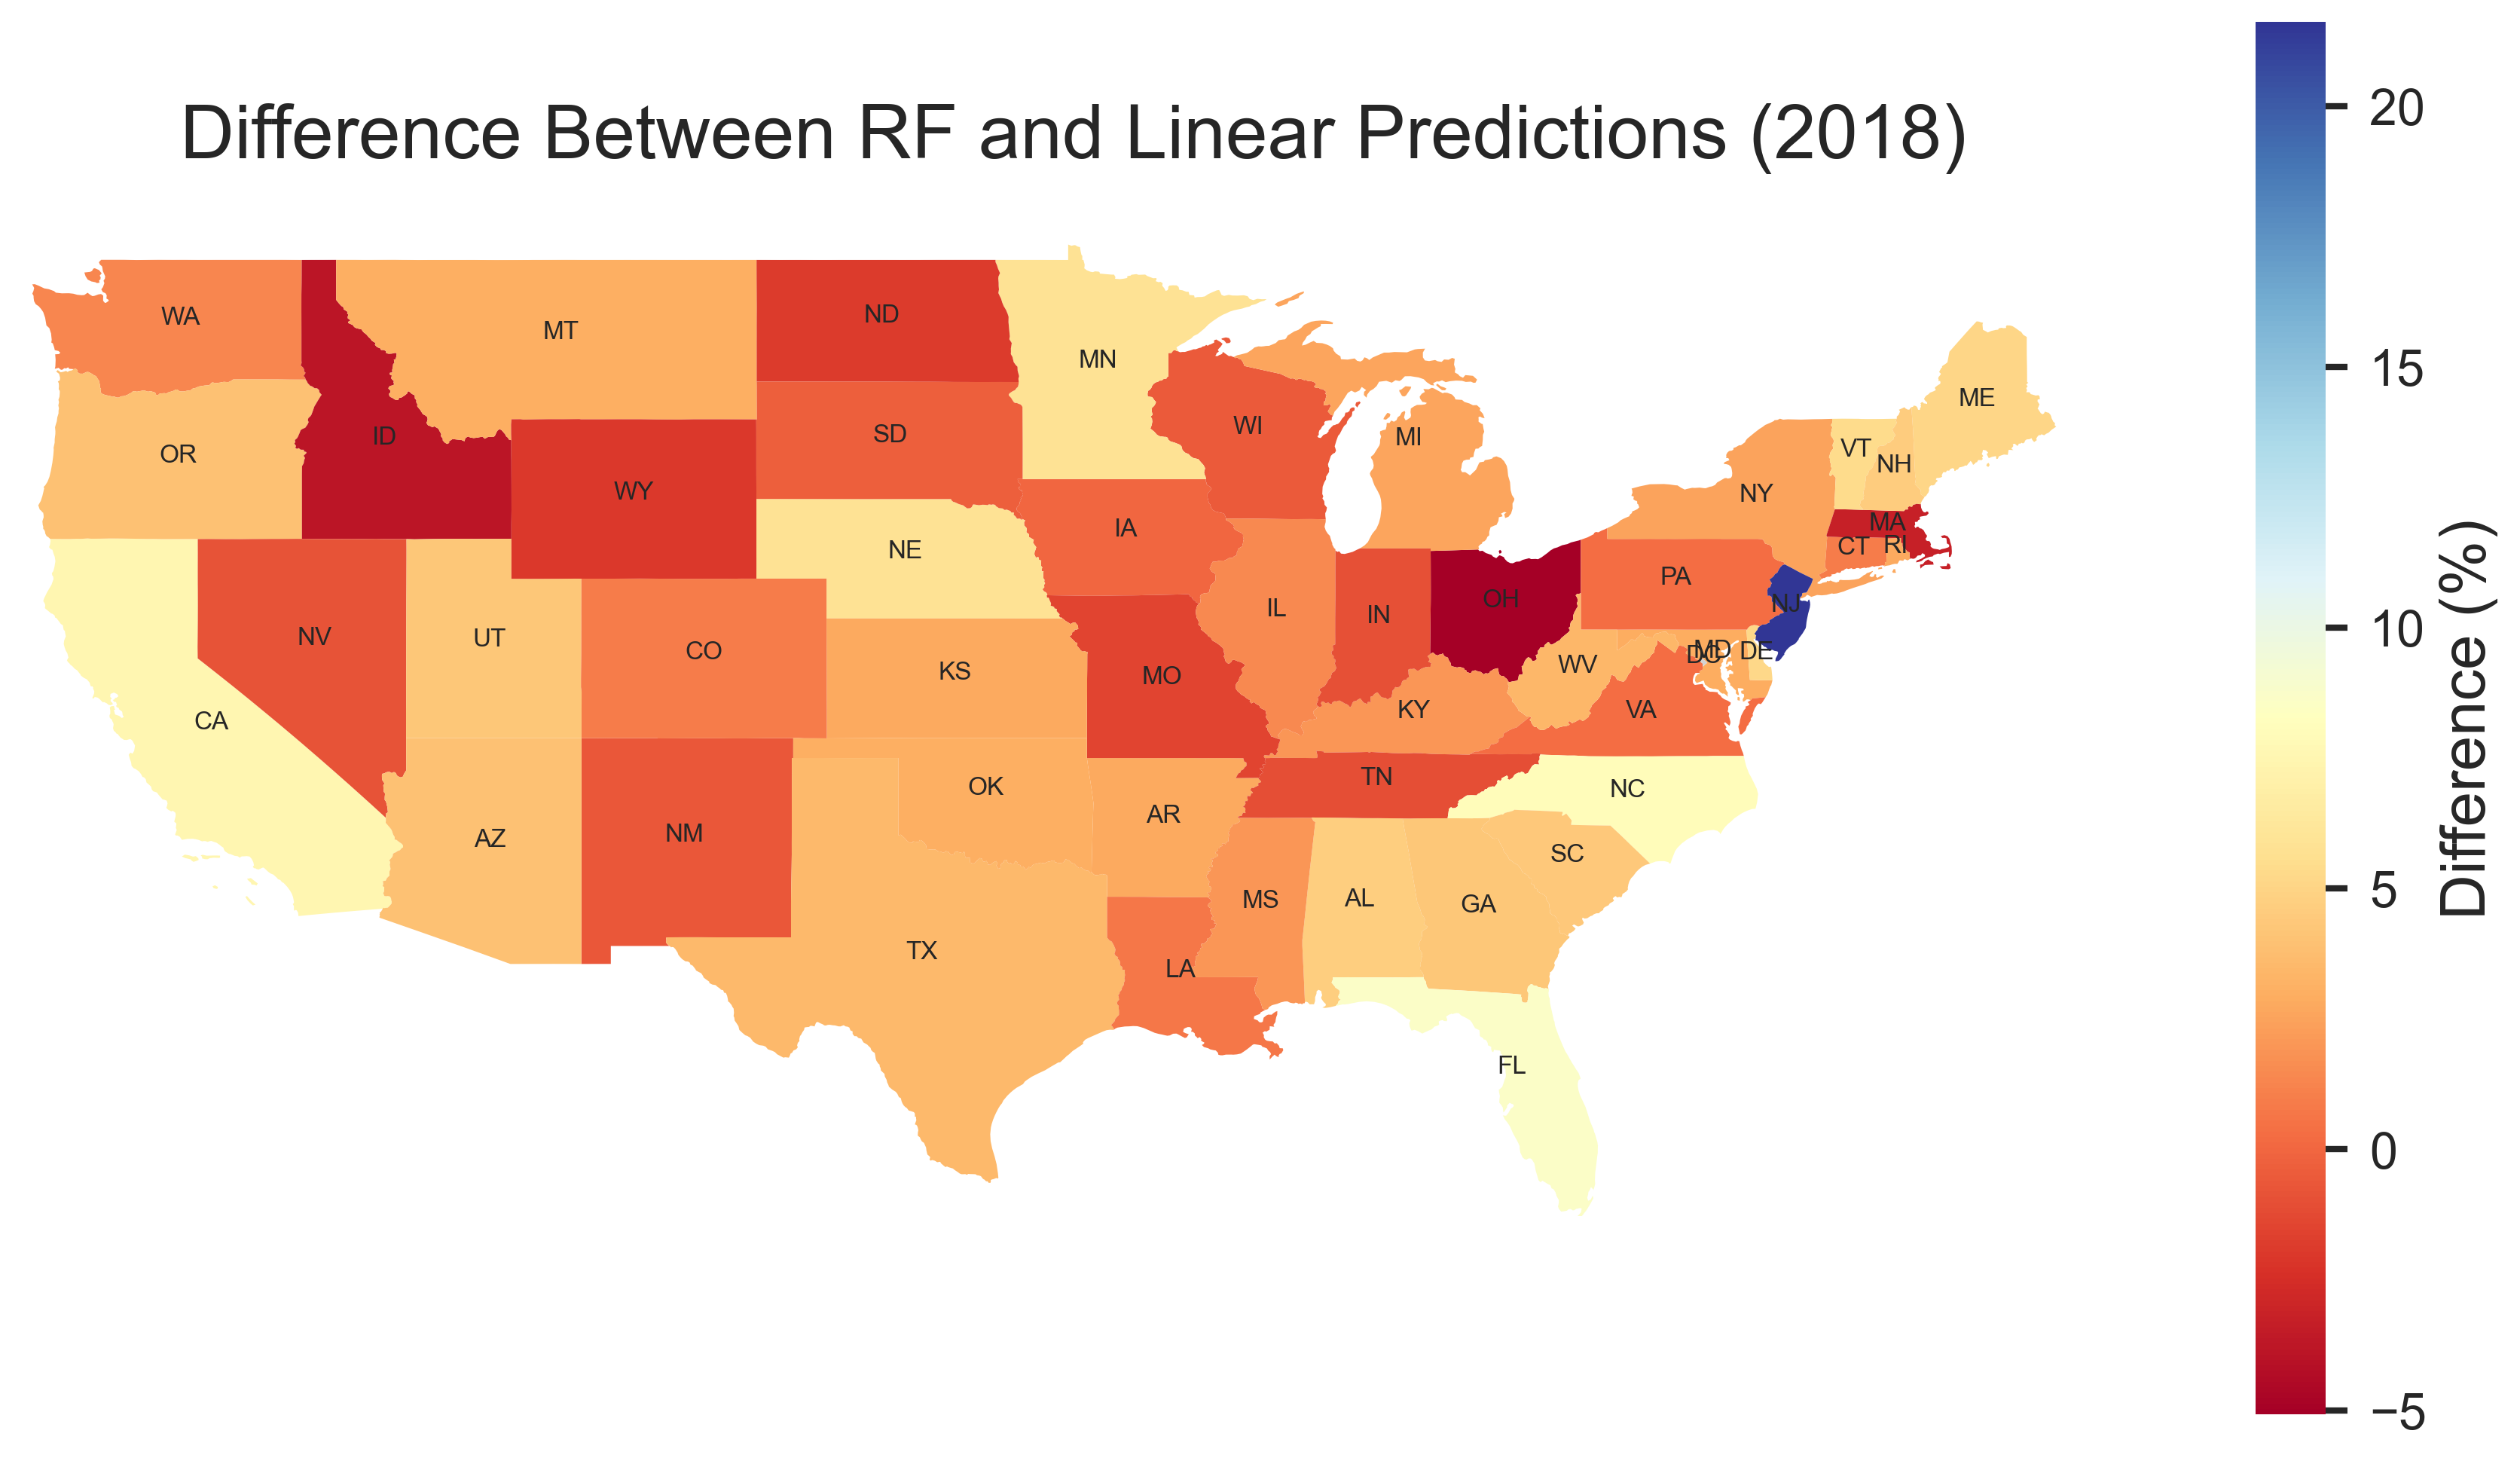 Difference Between RF and Linear Predictions (2018)
WA
MT
ND
MN
ME
OR
ID
SD
WI
MI
VT
NH
NY
WY
IA
MA
NE
CT
RI
PA
NV
UT
CO
KS
MO
IL
IN
OH
NJ
WV
MD
DC
DE
CA
KY
VA
AZ
NM
OK
AR
TN
NC
SC
TX
LA
MS
AL
GA
FL
20
15
10
5
0
−5
Difference (%)